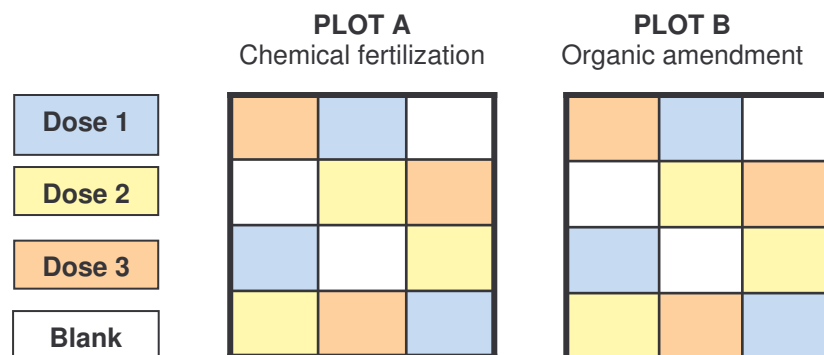 PLOT A
Chemical fertilization
PLOT B
Organic amendment
Dose 1
Dose 2
Dose 3
Blank